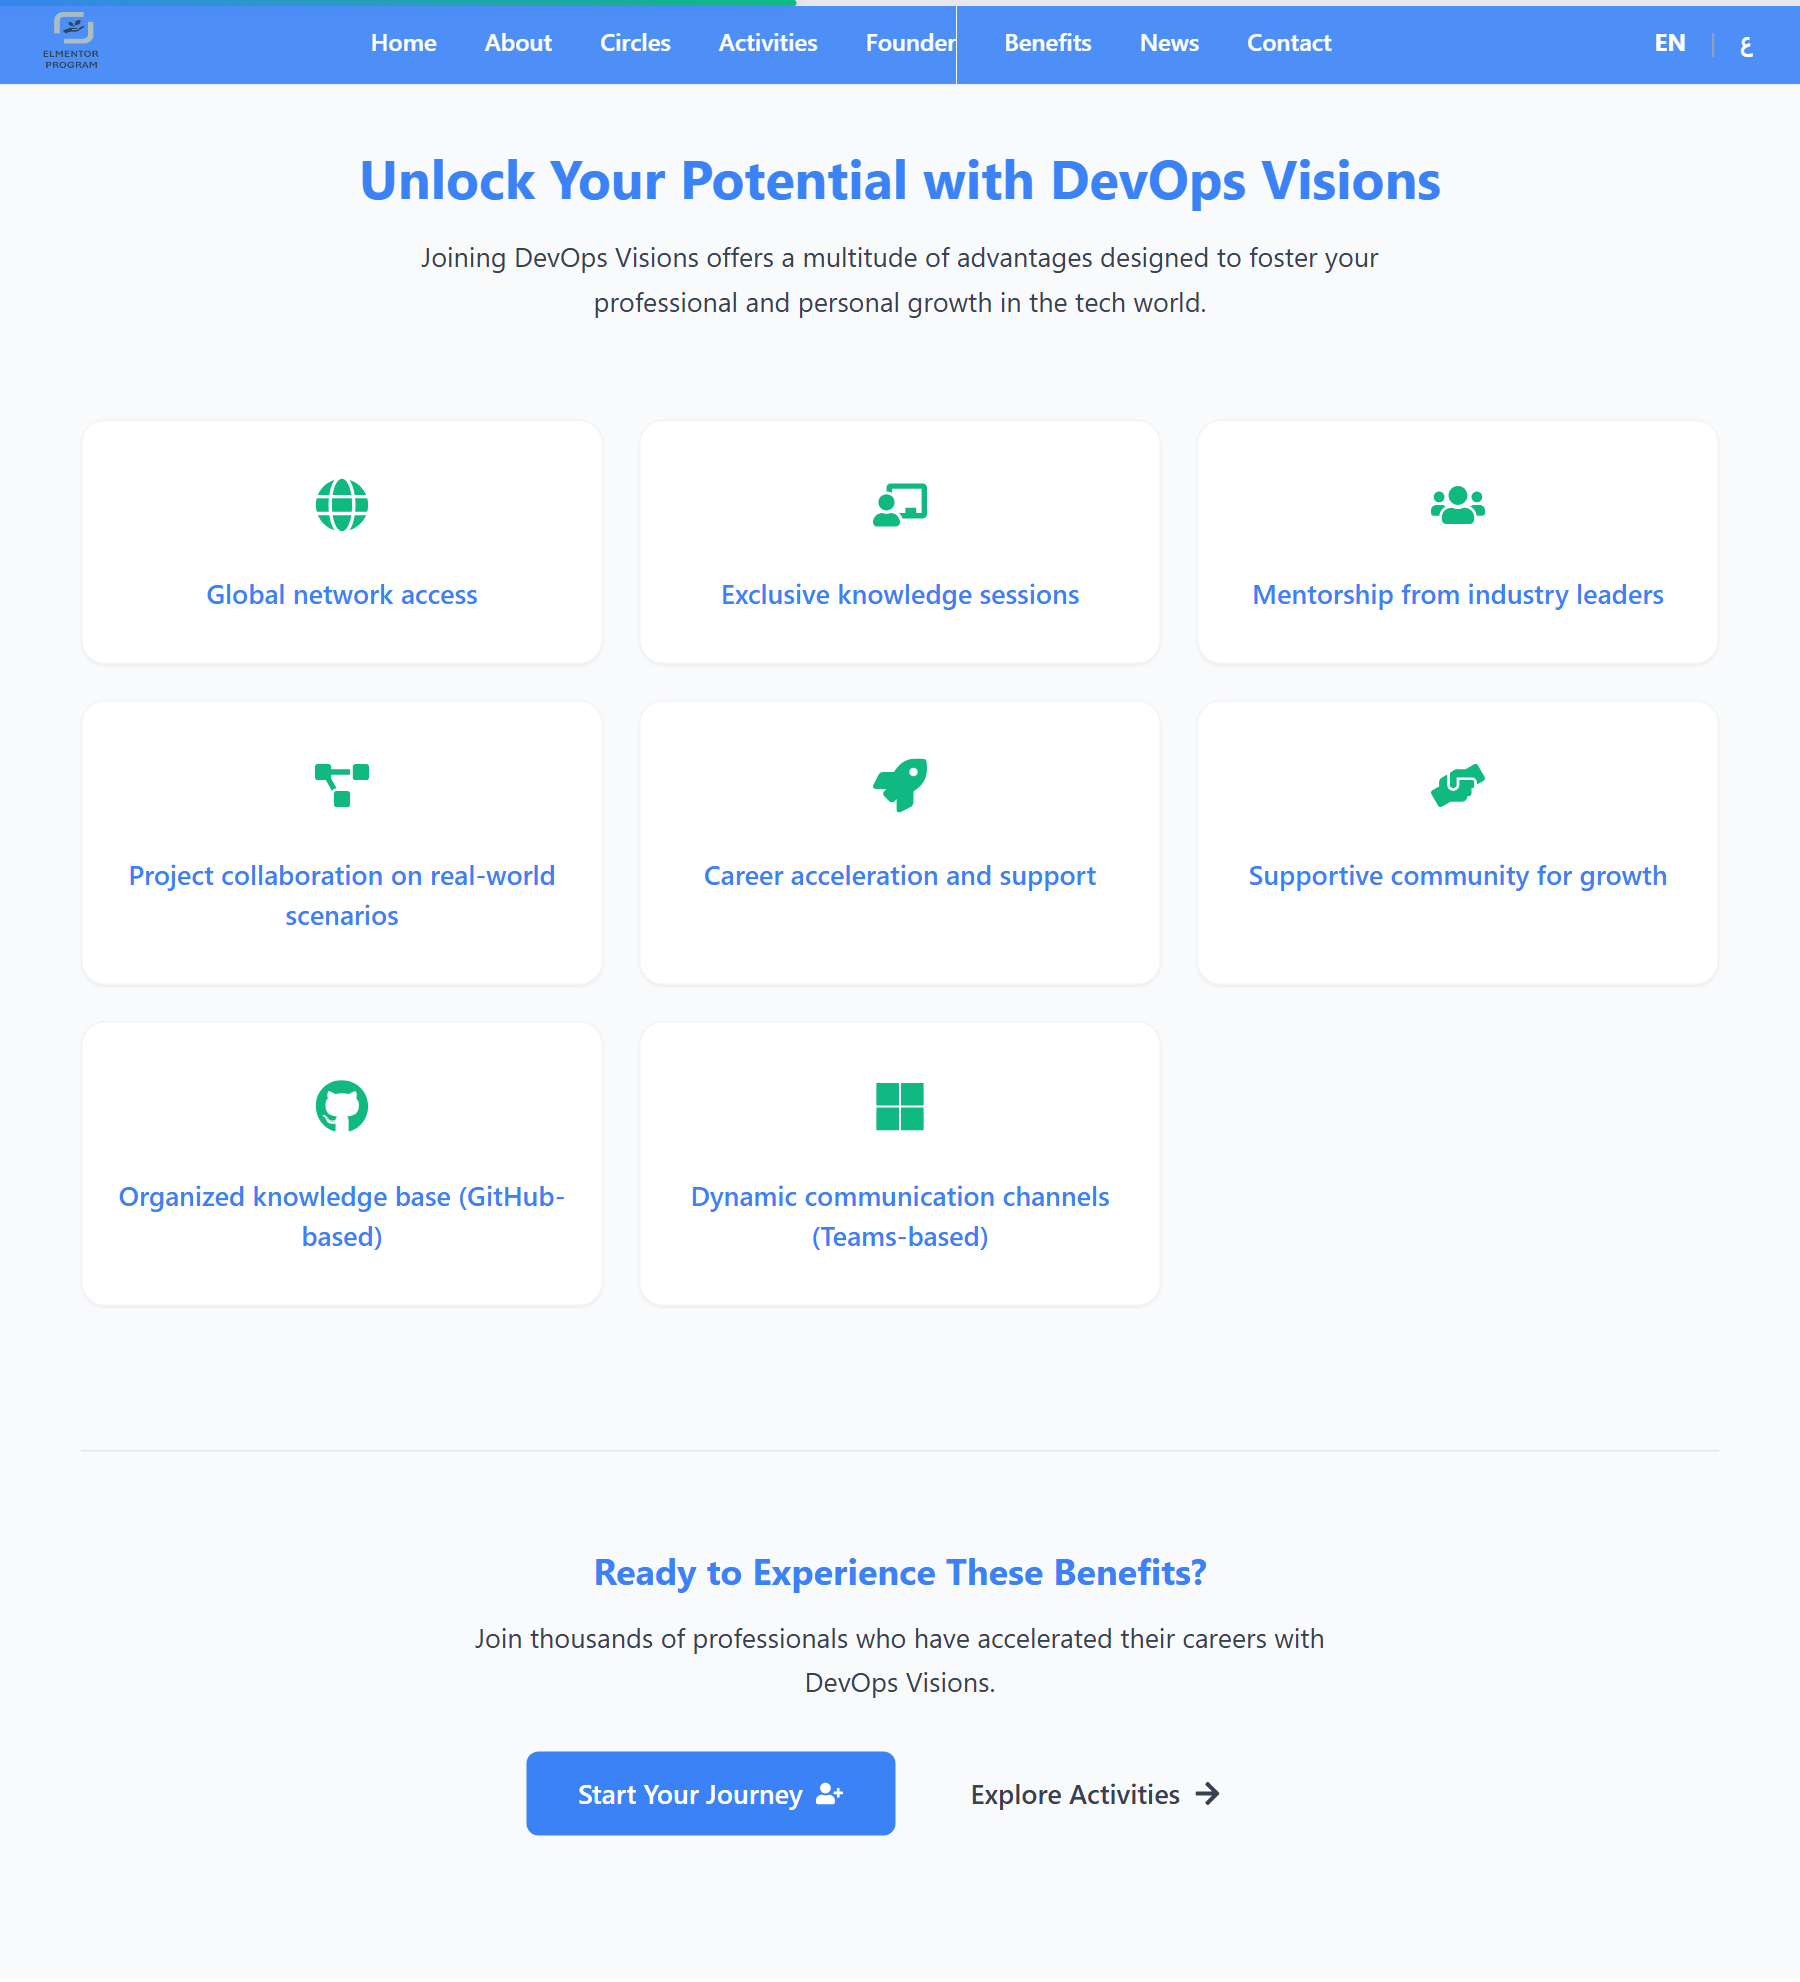 ELMENTOR
PROGRAM
Home
About
Circles
Activities
Founder
Benefits
News
Contact
EN
ع
Unlock Your Potential with DevOps Visions
Joining DevOps Visions offers a multitude of advantages designed to foster your
professional and personal growth in the tech world.
Global network access
Exclusive knowledge sessions
Mentorship from industry leaders
Project collaboration on real-world
scenarios
Career acceleration and support
Supportive community for growth
Organized knowledge base (GitHub-
based)
Dynamic communication channels
(Teams-based)
Ready to Experience These Benefits?
Join thousands of professionals who have accelerated their careers with
DevOps Visions.
Start Your Journey
Explore Activities